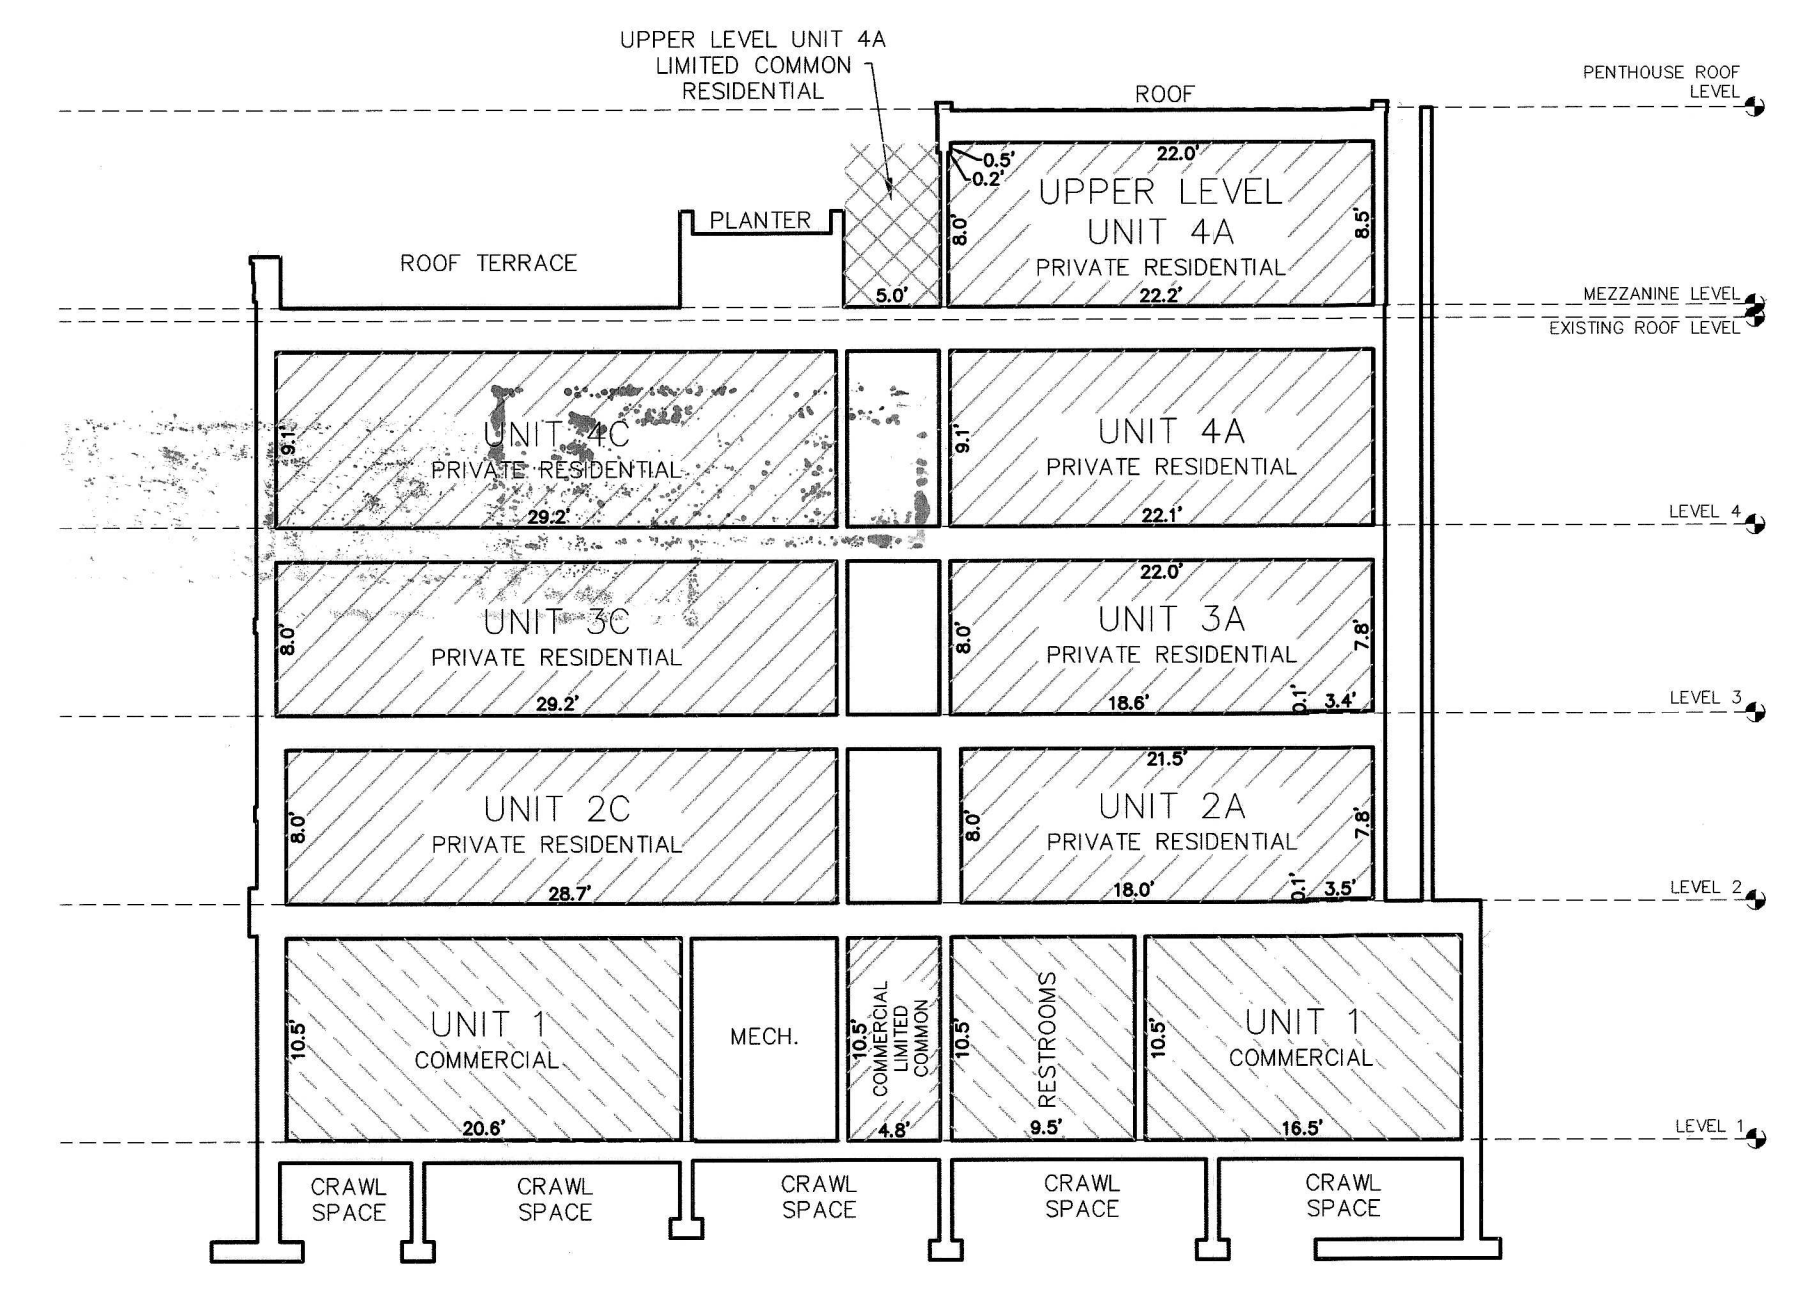 UPPER LEVEL UNIT 4A
LIMITED COMMON
RESIDENTIAL
PENTHOUSE ROOF
LEVEL
ROOF
22.0'
0.5'
0.2'
UPPER LEVEL
UNIT 4A
PRIVATE RESIDENTIAL
8.0'
8.5'
22.2'
PLANTER
ROOF TERRACE
5.0'
MEZZANINE LEVEL
EXISTING ROOF LEVEL
9.1'
UNIT 4C
PRIVATE RESIDENTIAL
29.2'
9.1'
UNIT 4A
PRIVATE RESIDENTIAL
22.1'
LEVEL 4
8.0'
UNIT 3C
PRIVATE RESIDENTIAL
29.2'
22.0'
8.0'
UNIT 3A
PRIVATE RESIDENTIAL
7.8'
18.6'
0.1'
3.4'
LEVEL 3
8.0'
UNIT 2C
PRIVATE RESIDENTIAL
28.7'
21.5'
8.0'
UNIT 2A
PRIVATE RESIDENTIAL
7.8'
18.0'
0.1'
3.5'
LEVEL 2
10.5'
UNIT 1
COMMERCIAL
20.6'
MECH.
10.5'
COMMERCIAL
LIMITED
COMMON
4.8'
10.5'
RESTROOMS
9.5'
10.5'
UNIT 1
COMMERCIAL
16.5'
LEVEL 1
CRAWL
SPACE
CRAWL
SPACE
CRAWL
SPACE
CRAWL
SPACE
CRAWL
SPACE